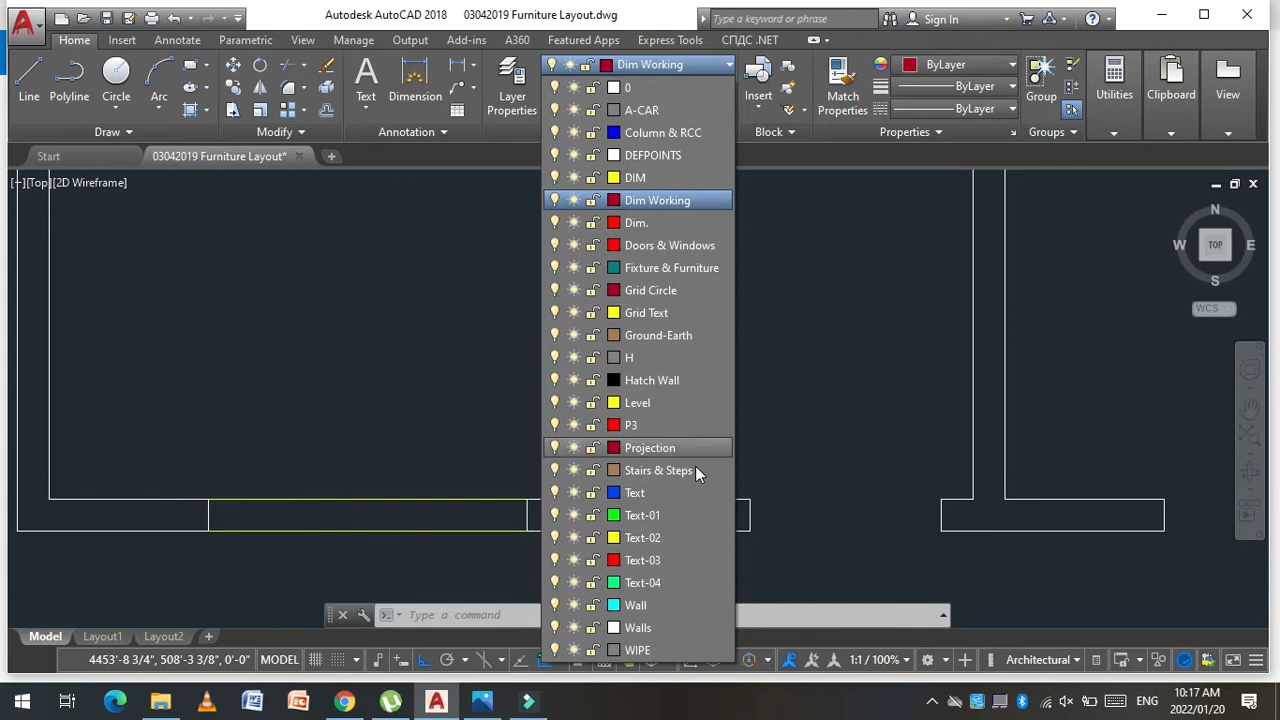 Autodesk AutoCAD 2018 03042019 Furniture Layout.dwg
Type a keyword or phrase
Sign In
Home Insert Annotate Parametric View Manage Output Add-ins A360 Featured Apps Express Tools СПДС .NET
Line Polyline Circle Arc
Text Dimension
Layer Properties
Insert
Match Properties
ByLayer
ByLayer
ByLayer
Group
Utilities
Clipboard
View
Draw Modify Annotation Block Properties Groups
Start 03042019 Furniture Layout*
[−][Top][2D Wireframe]
Dim Working
0
A-CAR
Column & RCC
DEFPOINTS
DIM
Dim Working
Dim.
Doors & Windows
Fixture & Furniture
Grid Circle
Grid Text
Ground-Earth
H
Hatch Wall
Level
P3
Projection
Stairs & Steps
Text
Text-01
Text-02
Text-03
Text-04
Wall
Walls
WIPE
N
W TOP E
S
WCS
Type a command
Model Layout1 Layout2
4453'-8 3/4", 508'-3 3/8", 0'-0" MODEL
1:1 / 100%
Architectural
ENG
10:17 AM
2022/01/20